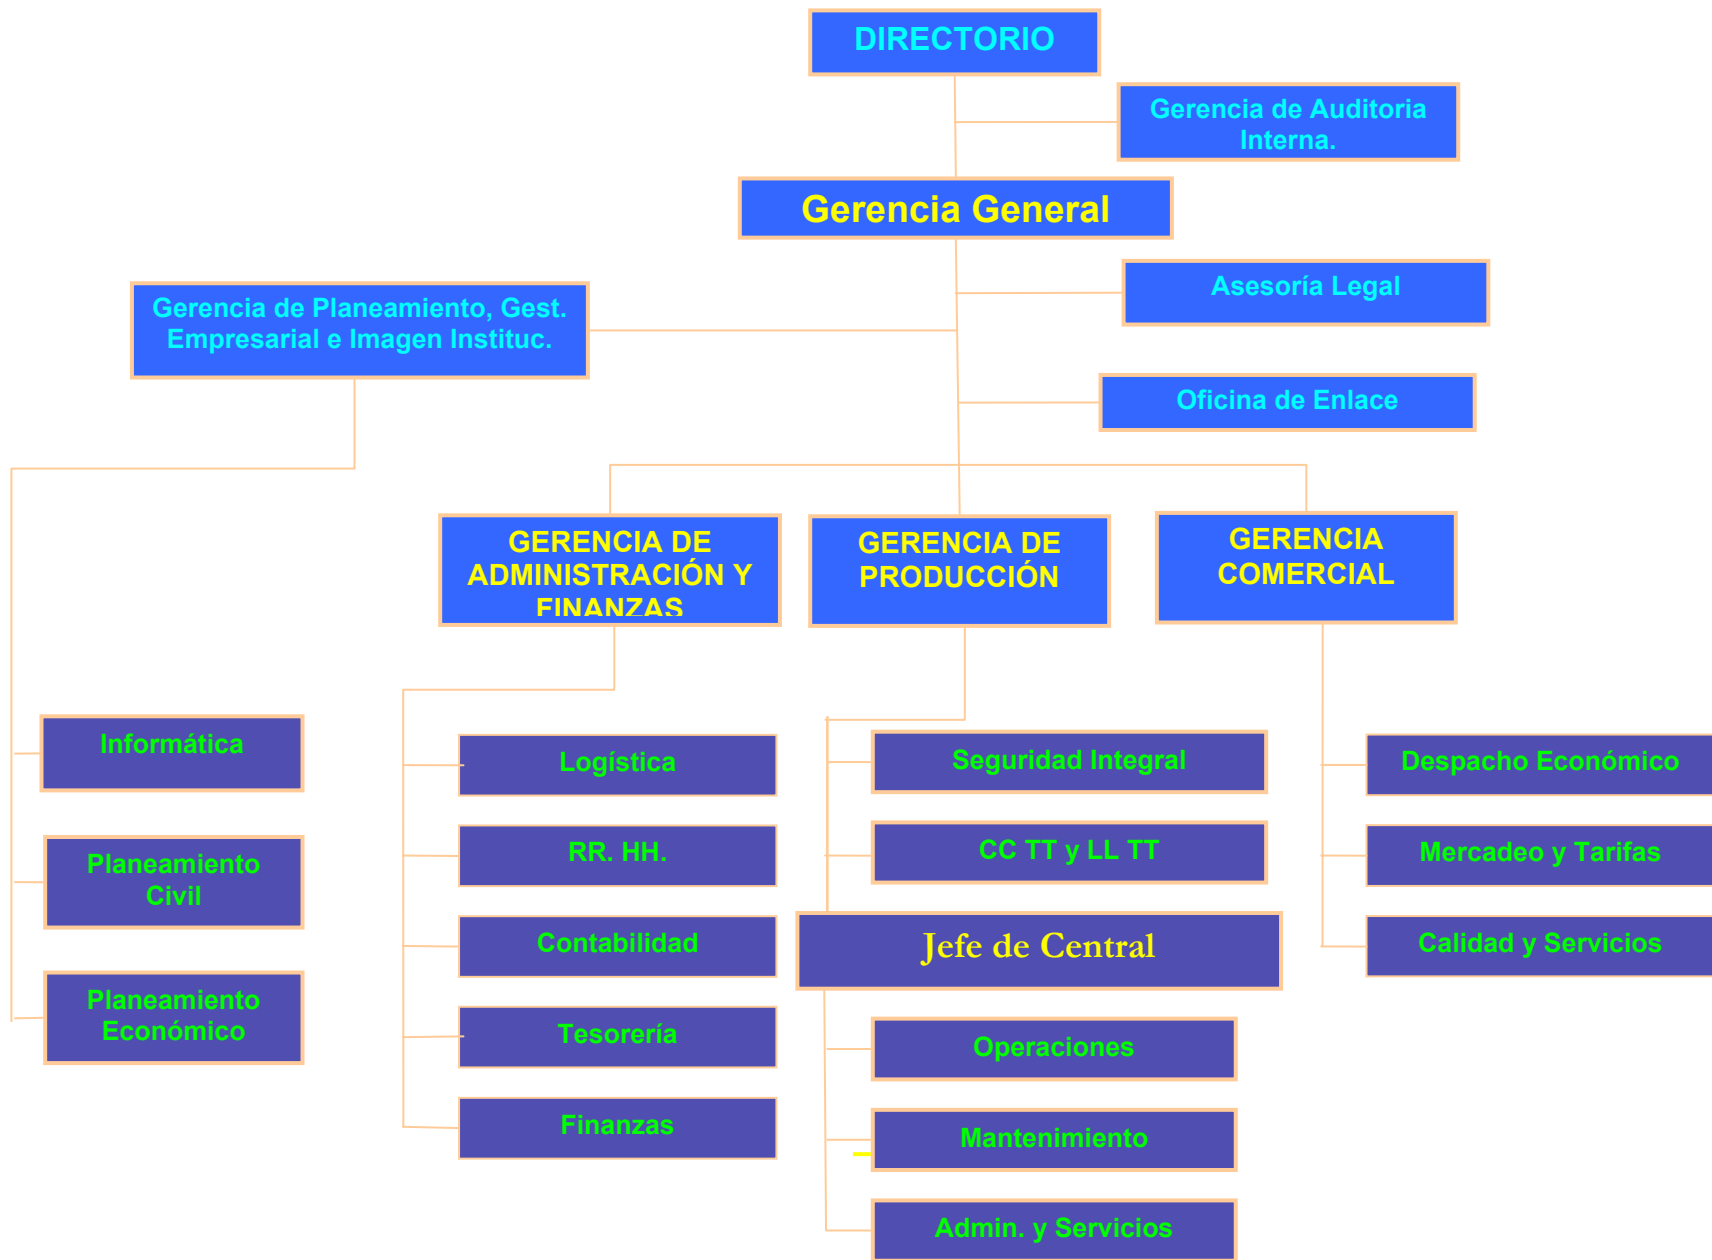 DIRECTORIO
Gerencia de Auditoria
Interna.
Gerencia General
Asesoría Legal
Gerencia de Planeamiento, Gest.
Empresarial e Imagen Instituc.
Oficina de Enlace
GERENCIA DE
ADMINISTRACIÓN Y
FINANZAS
GERENCIA DE
PRODUCCIÓN
GERENCIA
COMERCIAL
Informática
Planeamiento
Civil
Planeamiento
Económico
Logística
RR. HH.
Contabilidad
Tesorería
Finanzas
Seguridad Integral
CC TT y LL TT
Jefe de Central
Operaciones
Mantenimiento
Admin. y Servicios
Despacho Económico
Mercadeo y Tarifas
Calidad y Servicios